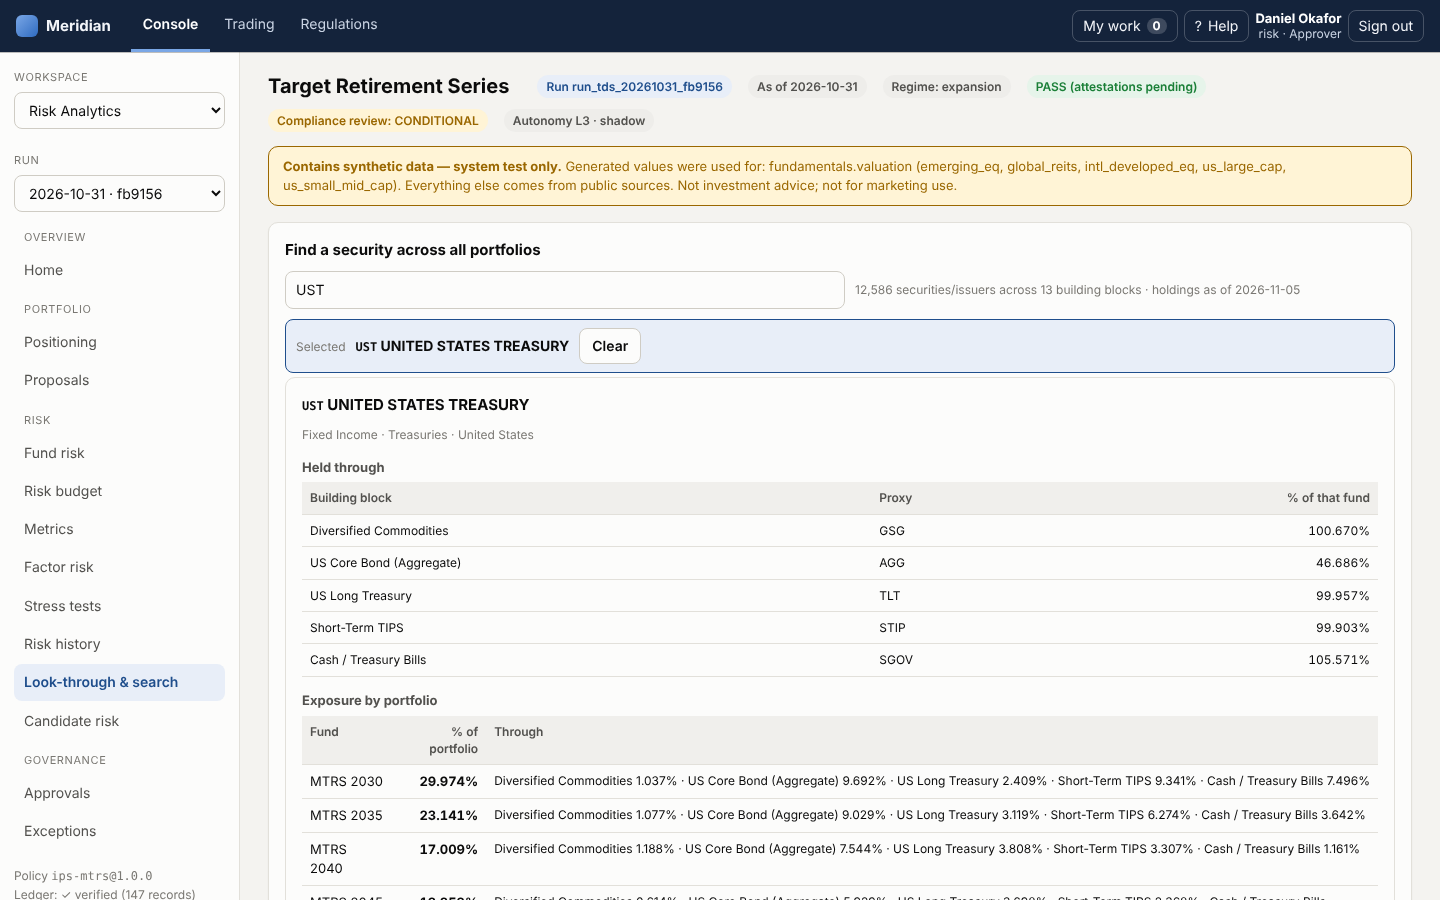 Meridian
Console
Trading
Regulations
My work 0
? Help
Daniel Okafor
risk · Approver
Sign out
WORKSPACE
Risk Analytics
RUN
2026-10-31 · fb9156
OVERVIEW
Home
PORTFOLIO
Positioning
Proposals
RISK
Fund risk
Risk budget
Metrics
Factor risk
Stress tests
Risk history
Look-through & search
Candidate risk
GOVERNANCE
Approvals
Exceptions
Policy ips-mtrs@1.0.0
Ledger: ✓ verified (147 records)
Target Retirement Series
Run run_tds_20261031_fb9156
As of 2026-10-31
Regime: expansion
PASS (attestations pending)
Compliance review: CONDITIONAL
Autonomy L3 · shadow
Contains synthetic data — system test only. Generated values were used for: fundamentals.valuation (emerging_eq, global_reits, intl_developed_eq, us_large_cap,
us_small_mid_cap). Everything else comes from public sources. Not investment advice; not for marketing use.
Find a security across all portfolios
UST
12,586 securities/issuers across 13 building blocks · holdings as of 2026-11-05
Selected UST UNITED STATES TREASURY Clear
UST UNITED STATES TREASURY
Fixed Income · Treasuries · United States
Held through
Building block Proxy % of that fund
Diversified Commodities GSG 100.670%
US Core Bond (Aggregate) AGG 46.686%
US Long Treasury TLT 99.957%
Short-Term TIPS STIP 99.903%
Cash / Treasury Bills SGOV 105.571%
Exposure by portfolio
Fund % of portfolio Through
MTRS 2030 29.974% Diversified Commodities 1.037% · US Core Bond (Aggregate) 9.692% · US Long Treasury 2.409% · Short-Term TIPS 9.341% · Cash / Treasury Bills 7.496%
MTRS 2035 23.141% Diversified Commodities 1.077% · US Core Bond (Aggregate) 9.029% · US Long Treasury 3.119% · Short-Term TIPS 6.274% · Cash / Treasury Bills 3.642%
MTRS 2040 17.009% Diversified Commodities 1.188% · US Core Bond (Aggregate) 7.544% · US Long Treasury 3.808% · Short-Term TIPS 3.307% · Cash / Treasury Bills 1.161%